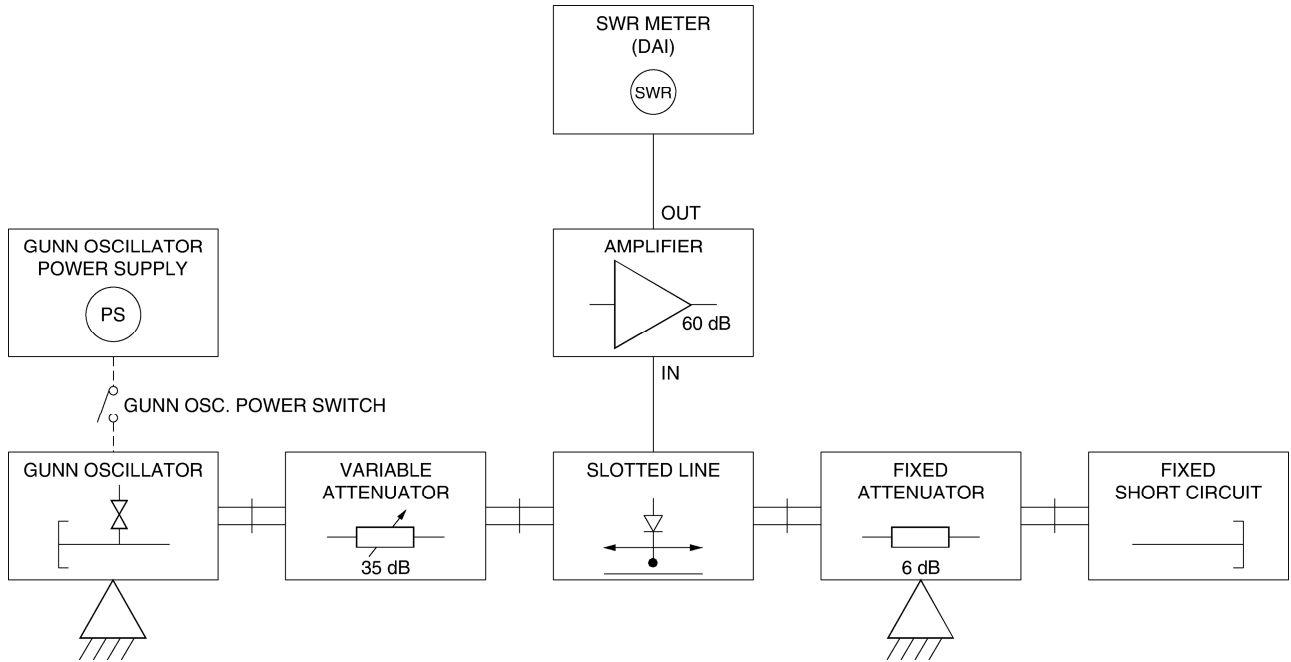 SWR METER
(DAI)
SWR
OUT
GUNN OSCILLATOR
POWER SUPPLY
PS
AMPLIFIER
60 dB
IN
GUNN OSC. POWER SWITCH
GUNN OSCILLATOR
VARIABLE
ATTENUATOR
35 dB
SLOTTED LINE
FIXED
ATTENUATOR
6 dB
FIXED
SHORT CIRCUIT